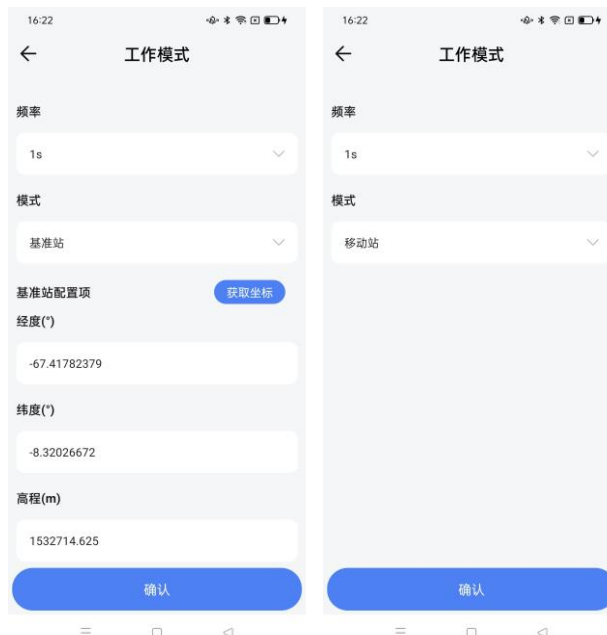 16:22
工作模式
频率
1s
模式
基准站
基准站配置项
获取坐标
经度(°)
-67.41782379
纬度(°)
-8.32026672
高程(m)
1532714.625
确认
16:22
工作模式
频率
1s
模式
移动站
确认